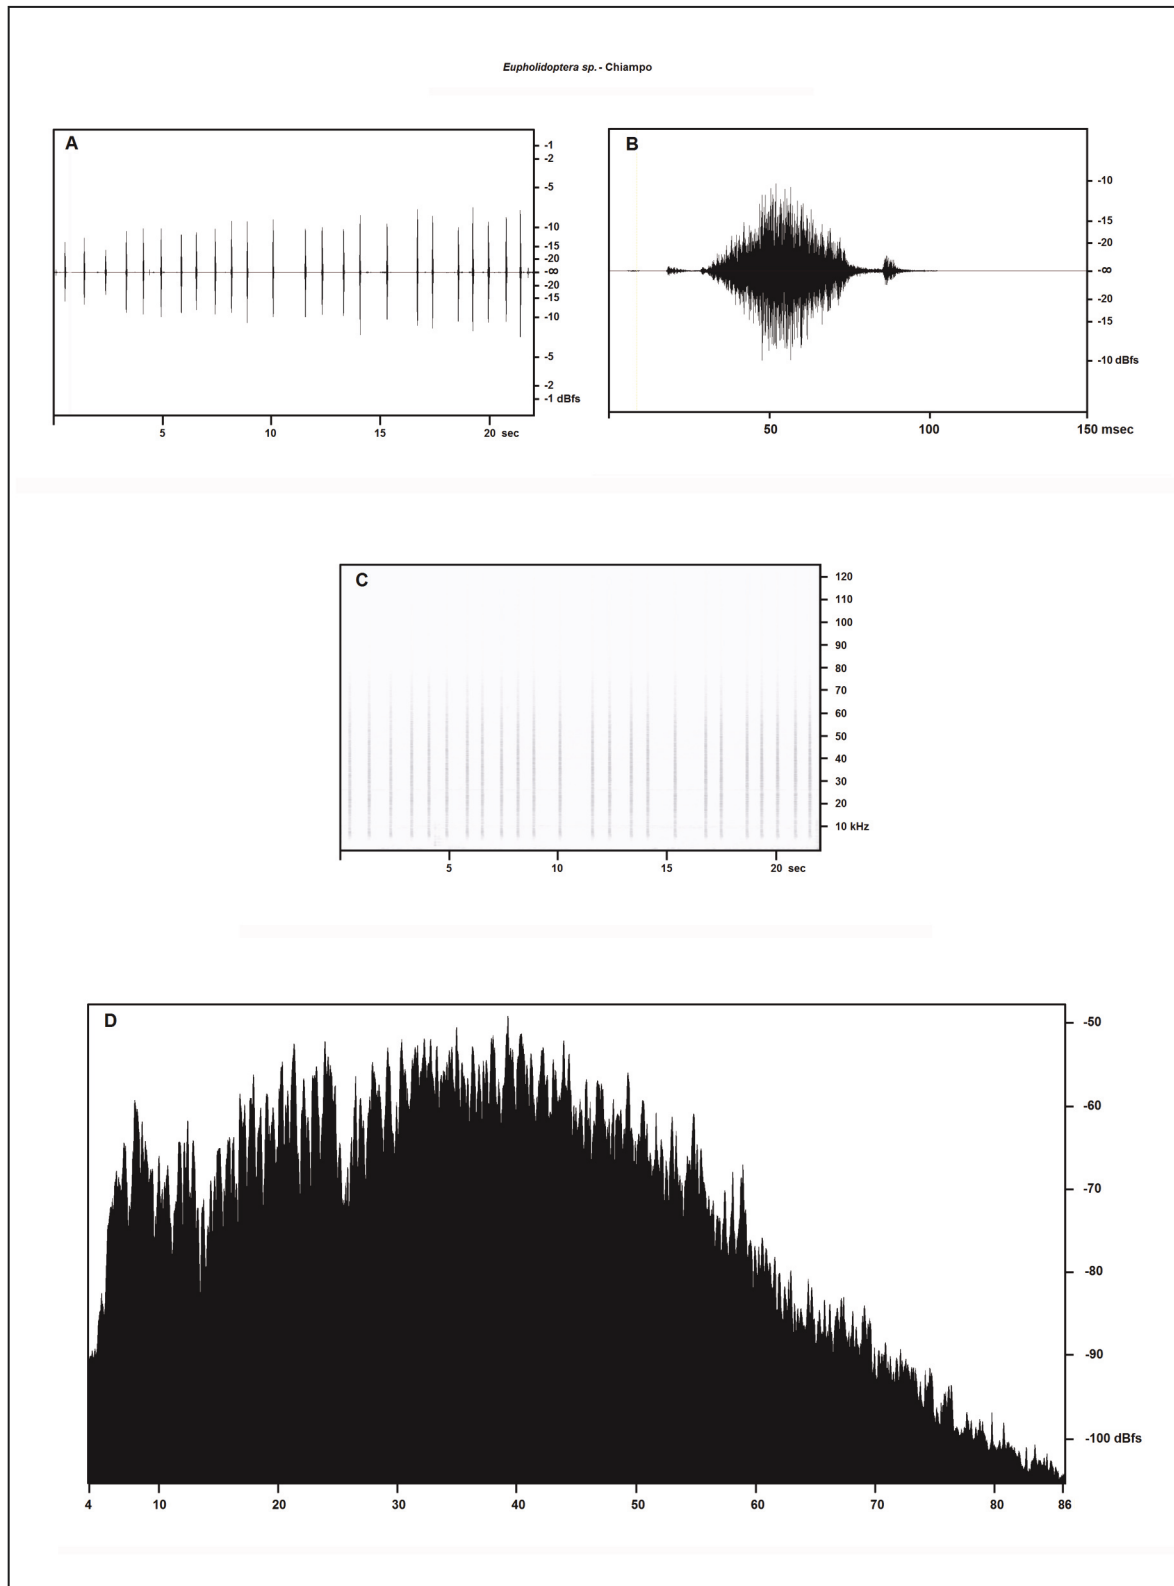 Eupholidoptera sp. - Chiampo
A
-1
-2
-5
-10
-15
-20
-∞
-20
-15
-10
-5
-2
-1 dBfs
5 10 15 20 sec
B
-10
-15
-20
-∞
-20
-15
-10 dBfs
50 100 150 msec
C
120
110
100
90
80
70
60
50
40
30
20
10 kHz
5 10 15 20 sec
D
-50
-60
-70
-80
-90
-100 dBfs
4 10 20 30 40 50 60 70 80 86